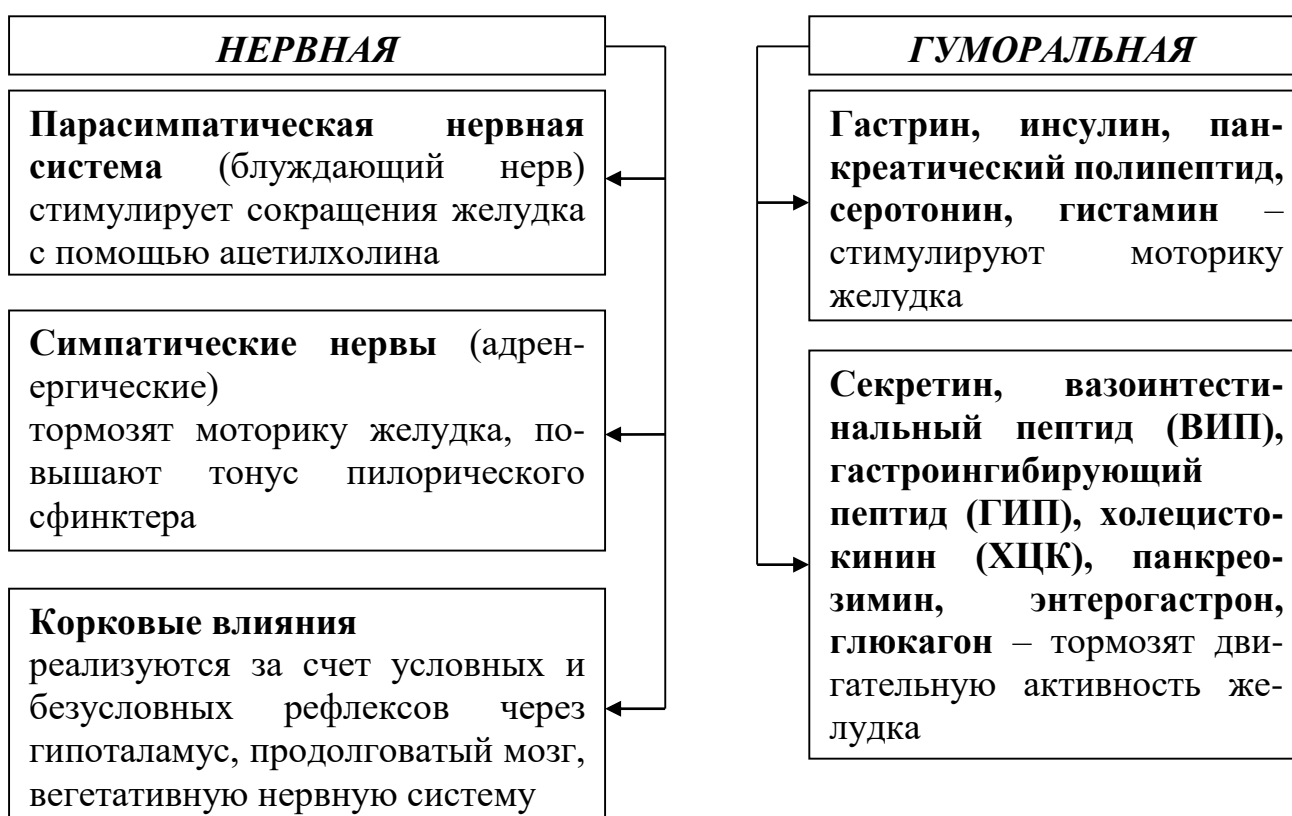 НЕРВНАЯ
Парасимпатическая нервная
система (блуждающий нерв)
стимулирует сокращения желудка
с помощью ацетилхолина
Симпатические нервы (адрен-
ергические)
тормозят моторику желудка, по-
вышают тонус пилорического
сфинктера
Корковые влияния
реализуются за счет условных и
безусловных рефлексов через
гипоталамус, продолговатый мозг,
вегетативную нервную систему
ГУМОРАЛЬНАЯ
Гастрин, инсулин, пан-
креатический полипептид,
серотонин, гистамин –
стимулируют моторику
желудка
Секретин, вазоинтести-
нальный пептид (ВИП),
гастроингибирующий
пептид (ГИП), холецисто-
кинин (ХЦК), панкрео-
зимин, энтерогастрон,
глюкагон – тормозят дви-
гательную активность же-
лудка